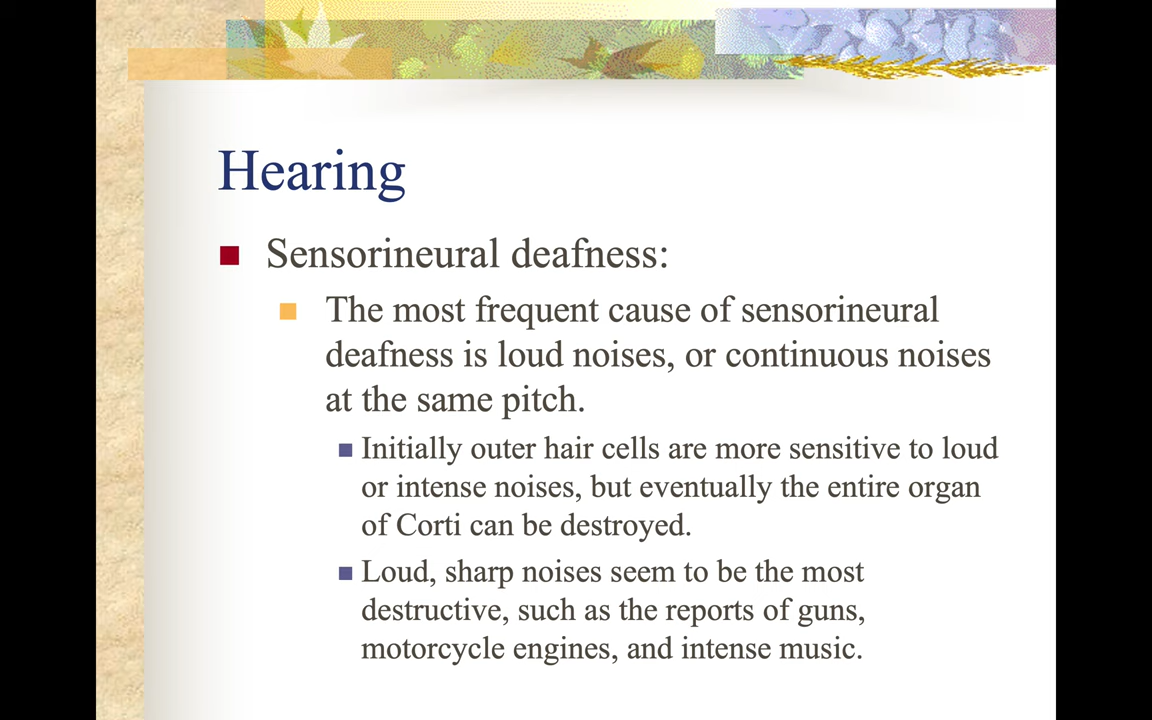 Hearing
Sensorineural deafness:
The most frequent cause of sensorineural
deafness is loud noises, or continuous noises
at the same pitch.
Initially outer hair cells are more sensitive to loud
or intense noises, but eventually the entire organ
of Corti can be destroyed.
Loud, sharp noises seem to be the most
destructive, such as the reports of guns,
motorcycle engines, and intense music.